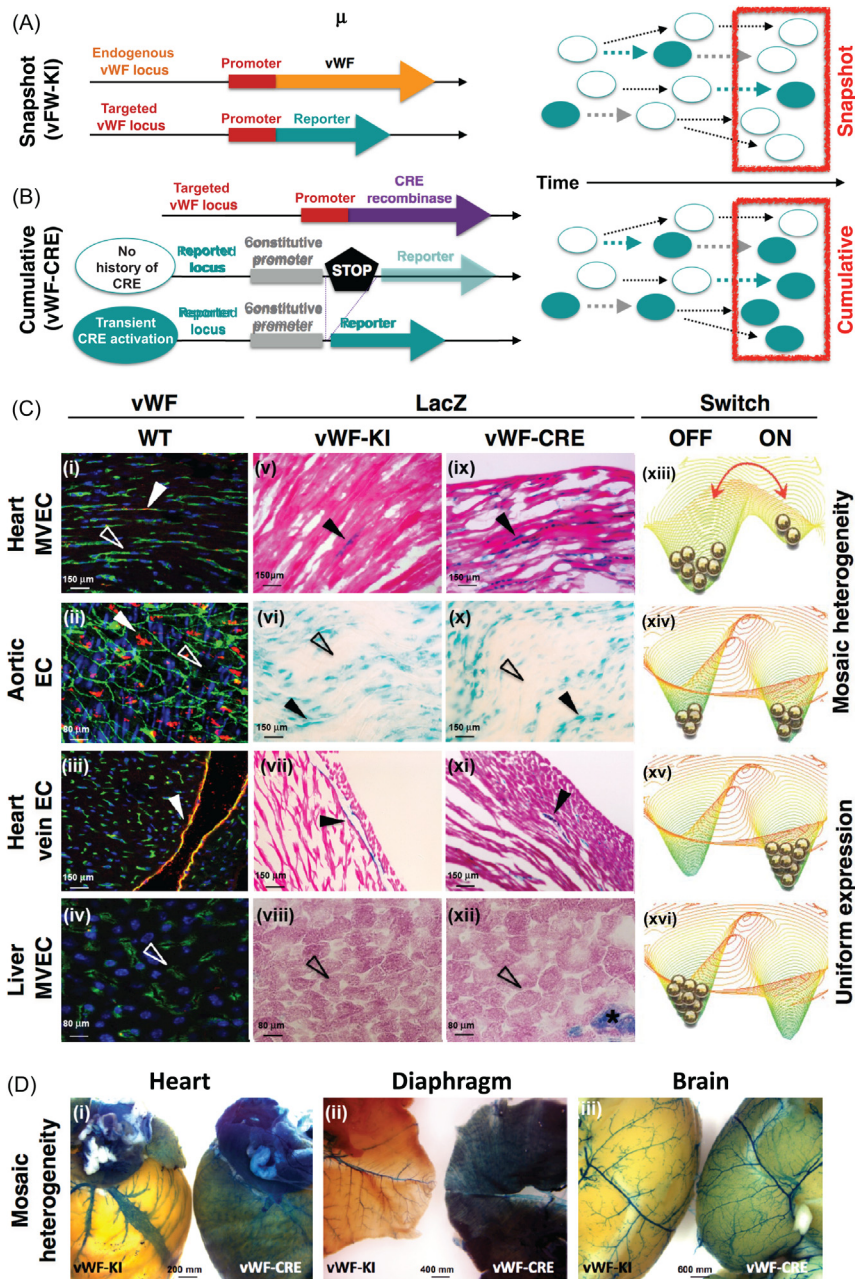 (A)
μ
Snapshot
(vFW-KI)
Endogenous
vWF locus
Promoter
vWF
Targeted
vWF locus
Promoter
Reporter
Snapshot
Time
(B)
Cumulative
(vWF-CRE)
Targeted
vWF locus
Promoter
CRE
recombinase
No
history of
CRE
Reporter
locus
Constitutive
promoter
STOP
Reporter
Transient
CRE activation
Reporter
locus
Constitutive
promoter
Reporter
Cumulative
(C)
vWF
LacZ
Switch
WT
vWF-KI
vWF-CRE
OFF
ON
Heart
MVEC
(i)
150 μm
(v)
150μm
(ix)
150μm
(xiii)
Aortic
EC
(ii)
80 μm
(vi)
150 μm
(x)
150 μm
(xiv)
Mosaic heterogeneity
Heart
vein EC
(iii)
150μm
(vii)
150 μm
(xi)
150 μm
(xv)
Liver
MVEC
(iv)
80 μm
(viii)
80 μm
(xii)
80 μm
*
(xvi)
Uniform expression
(D)
Heart
Diaphragm
Brain
Mosaic
heterogeneity
(i)
vWF-KI
200 mm
vWF-CRE
(ii)
vWF-KI
400 mm
vWF-CRE
iii)
vWF-KI
600 mm
vWF-CRE